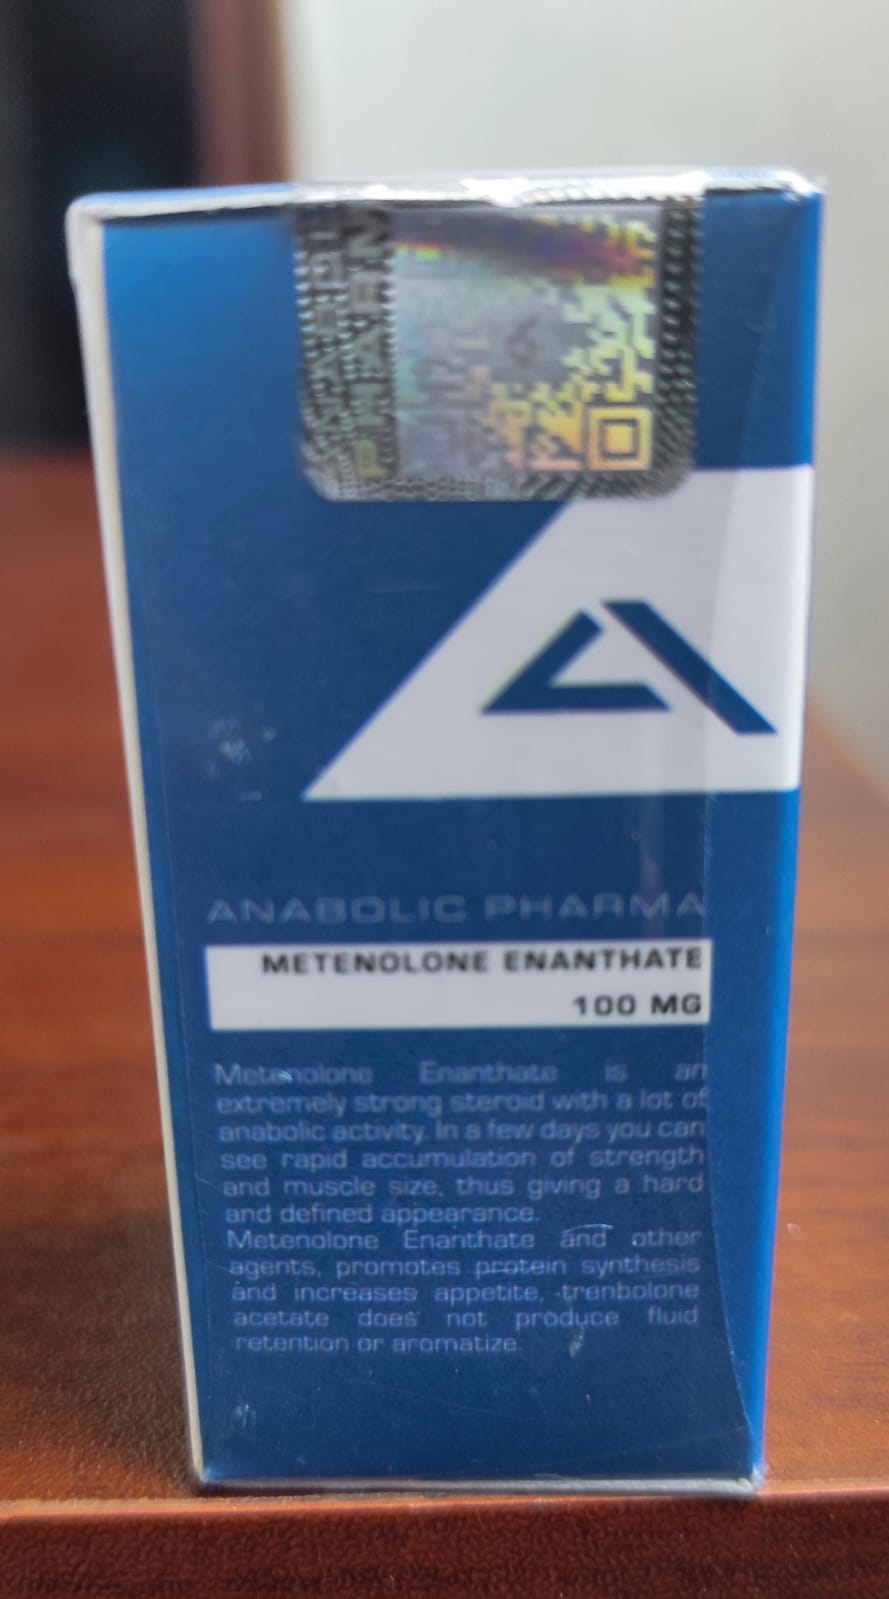 ANABOLIC
PHARM
ANABOLIC PHARMA
METENOLONE ENANTHATE
100 MG
Metenolone Enanthate is an
extremely strong steroid with a lot of
anabolic activity. In a few days you can
see rapid accumulation of strength
and muscle size, thus giving a hard
and defined appearance.
Metenolone Enanthate and other
agents, promotes protein synthesis
and increases appetite, trenbolone
acetate does not produce fluid
retention or aromatize.